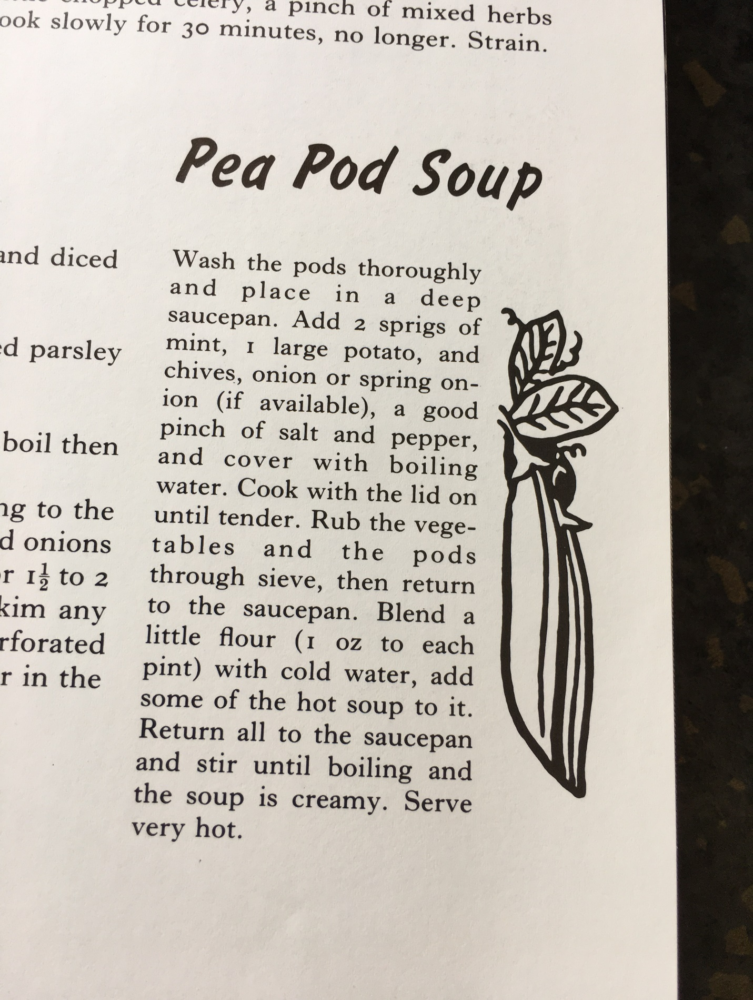 chopped celery, a pinch of mixed herbs
ook slowly for 30 minutes, no longer. Strain.
Pea Pod Soup
and diced
ed parsley
boil then
ng to the
d onions
or 1½ to 2
kim any
rforated
r in the
Wash the pods thoroughly
and place in a deep
saucepan. Add 2 sprigs of
mint, 1 large potato, and
chives, onion or spring on-
ion (if available), a good
pinch of salt and pepper,
and cover with boiling
water. Cook with the lid on
until tender. Rub the vege-
tables and the pods
through sieve, then return
to the saucepan. Blend a
little flour (1 oz to each
pint) with cold water, add
some of the hot soup to it.
Return all to the saucepan
and stir until boiling and
the soup is creamy. Serve
very hot.